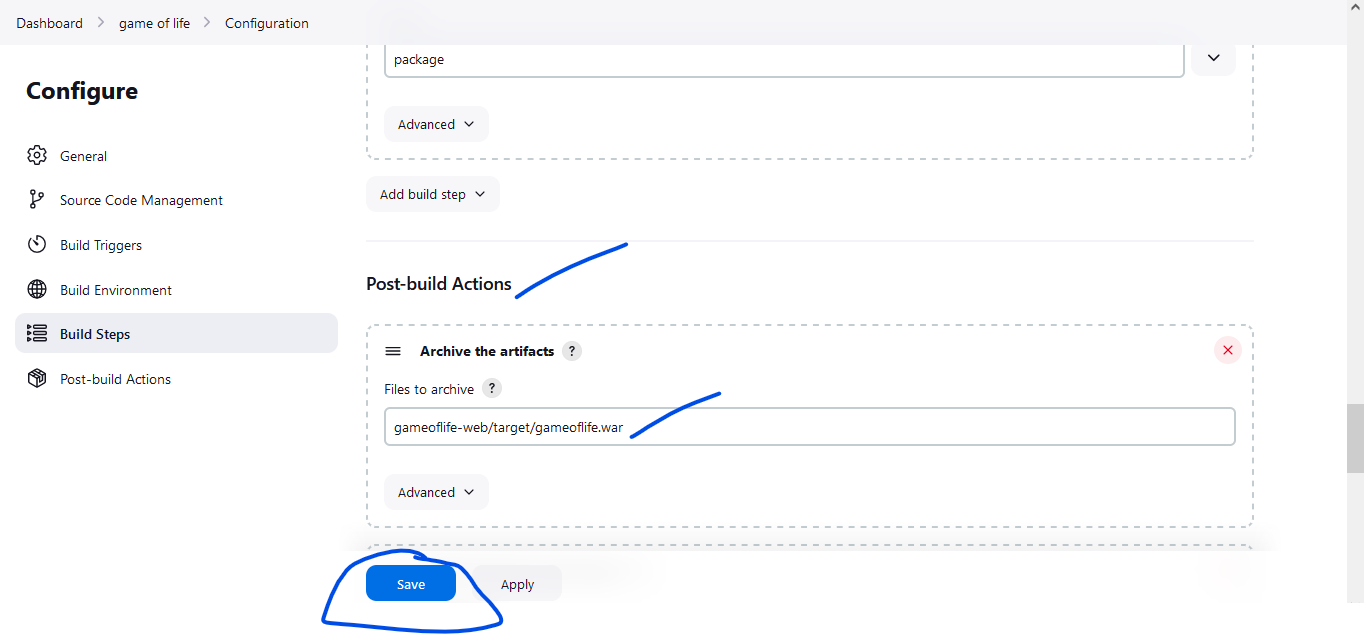 Dashboard > game of life > Configuration
Configure
General
Source Code Management
Build Triggers
Build Environment
Build Steps
Post-build Actions
package
Advanced
Add build step
Post-build Actions
Archive the artifacts ?
Files to archive ?
gameoflife-web/target/gameoflife.war
Advanced
Save Apply